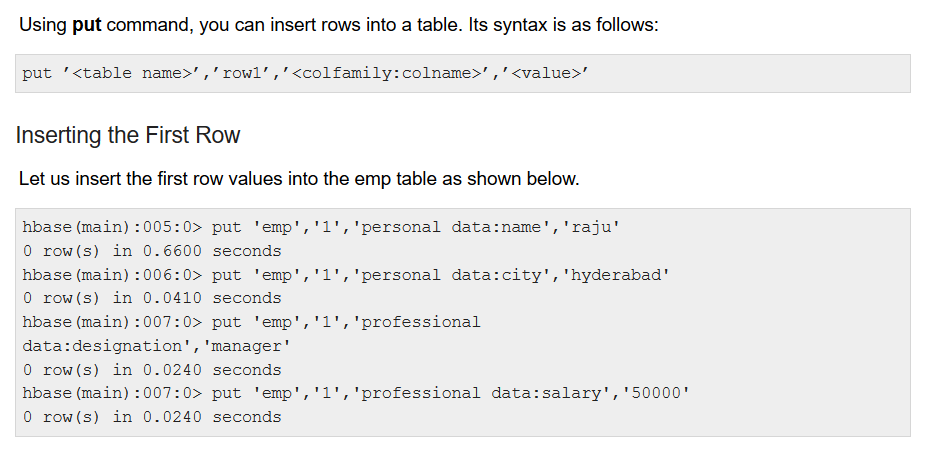 Using put command, you can insert rows into a table. Its syntax is as follows:
put ’<table name>’,’row1’,’<colfamily:colname>’,’<value>’
Inserting the First Row
Let us insert the first row values into the emp table as shown below.
hbase(main):005:0> put 'emp','1','personal data:name','raju'
0 row(s) in 0.6600 seconds
hbase(main):006:0> put 'emp','1','personal data:city','hyderabad'
0 row(s) in 0.0410 seconds
hbase(main):007:0> put 'emp','1','professional
data:designation','manager'
0 row(s) in 0.0240 seconds
hbase(main):007:0> put 'emp','1','professional data:salary','50000'
0 row(s) in 0.0240 seconds